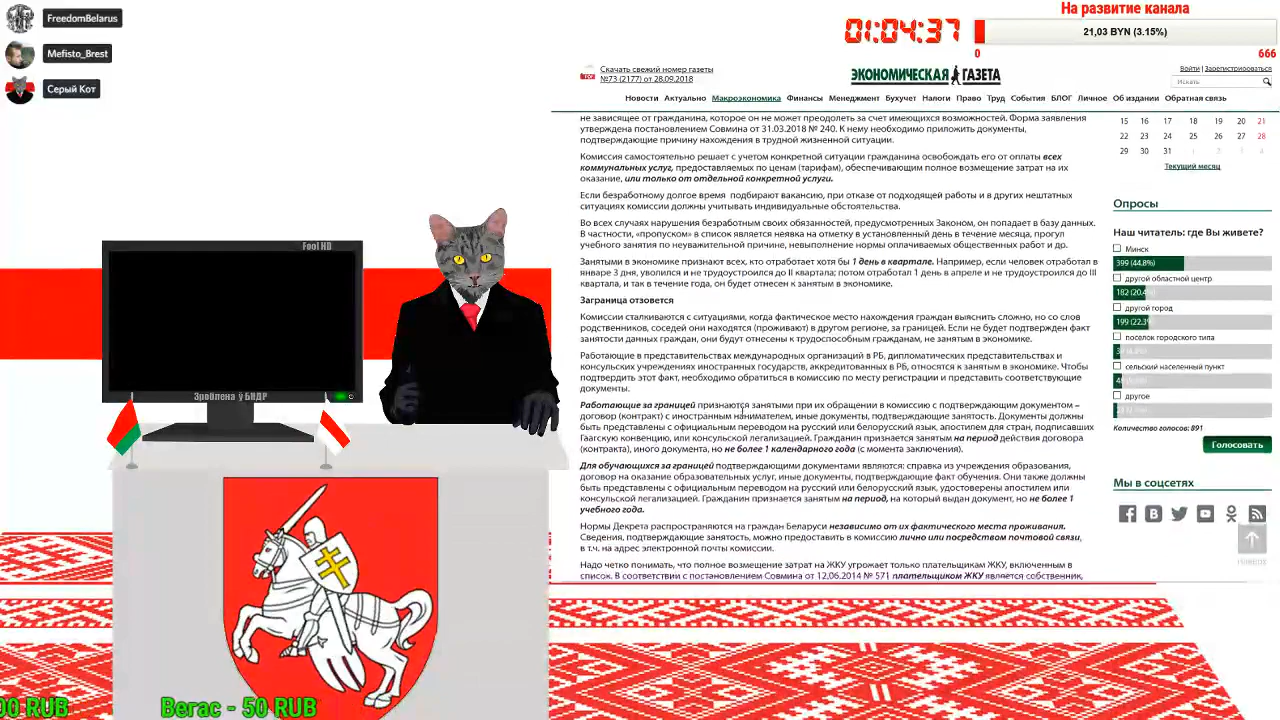 FreedomBelarus
Mefisto_Brest
Серый Кот
01:04:37
На развитие канала
21,03 BYN (3.15%)
0
666
Скачать свежий номер газеты
№73 (2177) от 28.09.2018
ЭКОНОМИЧЕСКАЯ ГАЗЕТА
Войти | Зарегистрироваться
Искать
Новости Актуально Макроэкономика Финансы Менеджмент Бухучет Налоги Право Труд События БЛОГ Личное Об издании Обратная связь
не зависящее от гражданина, которое он не может преодолеть за счет имеющихся возможностей. Форма заявления
утверждена постановлением Совмина от 31.03.2018 № 240. К нему необходимо приложить документы,
подтверждающие причину нахождения в трудной жизненной ситуации.
Комиссия самостоятельно решает с учетом конкретной ситуации гражданина освобождать его от оплаты всех
коммунальных услуг, предоставляемых по ценам (тарифам), обеспечивающим полное возмещение затрат на их
оказание, или только от отдельной конкретной услуги.
Если безработному долгое время подбирают вакансию, при отказе от подходящей работы и в других нештатных
ситуациях комиссии должны учитывать индивидуальные обстоятельства.
Во всех случаях нарушения безработным своих обязанностей, предусмотренных Законом, он попадает в базу данных.
В частности, «пропуском» в список является неявка на отметку в установленный день в течение месяца, прогул
учебного занятия по неуважительной причине, невыполнение нормы оплачиваемых общественных работ и др.
Занятыми в экономике признают всех, кто отработает хотя бы 1 день в квартале. Например, если человек отработал в
январе 3 дня, уволился и не трудоустроился до II квартала; потом отработал 1 день в апреле и не трудоустроился до III
квартала, и так в течение года, он будет отнесен к занятым в экономике.
Заграница отзовется
Комиссии сталкиваются с ситуациями, когда фактическое место нахождения граждан выяснить сложно, но со слов
родственников, соседей они находятся (проживают) в другом регионе, за границей. Если не будет подтвержден факт
занятости данных граждан, они будут отнесены к трудоспособным гражданам, не занятым в экономике.
Работающие в представительствах международных организаций в РБ, дипломатических представительствах и
консульских учреждениях иностранных государств, аккредитованных в РБ, относятся к занятым в экономике. Чтобы
подтвердить этот факт, необходимо обратиться в комиссию по месту регистрации и представить соответствующие
документы.
Работающие за границей признаются занятыми при их обращении в комиссию с подтверждающим документом –
договор (контракт) с иностранным нанимателем, иные документы, подтверждающие занятость. Документы должны
быть представлены с официальным переводом на русский или белорусский язык, апостилем для стран, подписавших
Гаагскую конвенцию, или консульской легализацией. Гражданин признается занятым на период действия договора
(контракта), иного документа, но не более 1 календарного года (с момента заключения).
Для обучающихся за границей подтверждающими документами являются: справка из учреждения образования,
договор на оказание образовательных услуг, иные документы, подтверждающие факт обучения. Они также должны
быть представлены с официальным переводом на русский или белорусский язык, удостоверены апостилем или
консульской легализацией. Гражданин признается занятым на период, на который выдан документ, но не более 1
учебного года.
Нормы Декрета распространяются на граждан Беларуси независимо от их фактического места проживания.
Сведения, подтверждающие занятость, можно предоставить в комиссию лично или посредством почтовой связи,
в т.ч. на адрес электронной почты комиссии.
Надо четко понимать, что полное возмещение затрат на ЖКУ угрожает только плательщикам ЖКУ, включенным в
список. В соответствии с постановлением Совмина от 12.06.2014 № 571 плательщиком ЖКУ является собственник,
15 16 17 18 19 20 21
22 23 24 25 26 27 28
29 30 31
Текущий месяц
Опросы
Наш читатель: где Вы живете?
Минск
399 (44.8%)
другой областной центр
182 (20.4%
другой город
199 (22.3%
поселок городского типа
сельский населенный пункт
другое
Количество голосов: 891
Голосовать
Мы в соцсетях
Fool HD
Зроблена ў БНДР
00 RUB
Вегас - 50 RUB